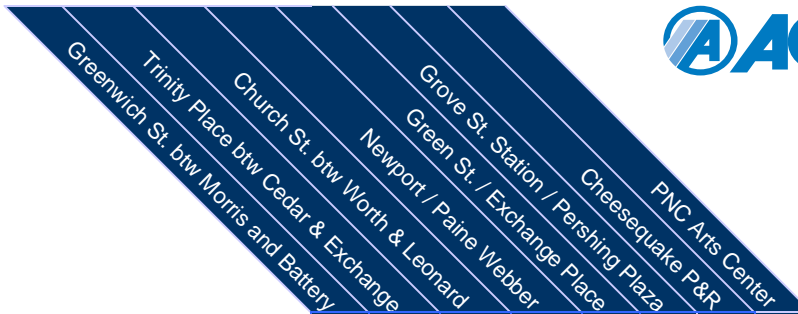 Greenwich St. btw Morris and Battery
Trinity Place btw Cedar & Exchange
Church St. btw Worth & Leonard
Newport / Paine Webber
Green St. / Exchange Place
Grove St. Station / Pershing Plaza
Cheesequake P&R
PNC Arts Center
A